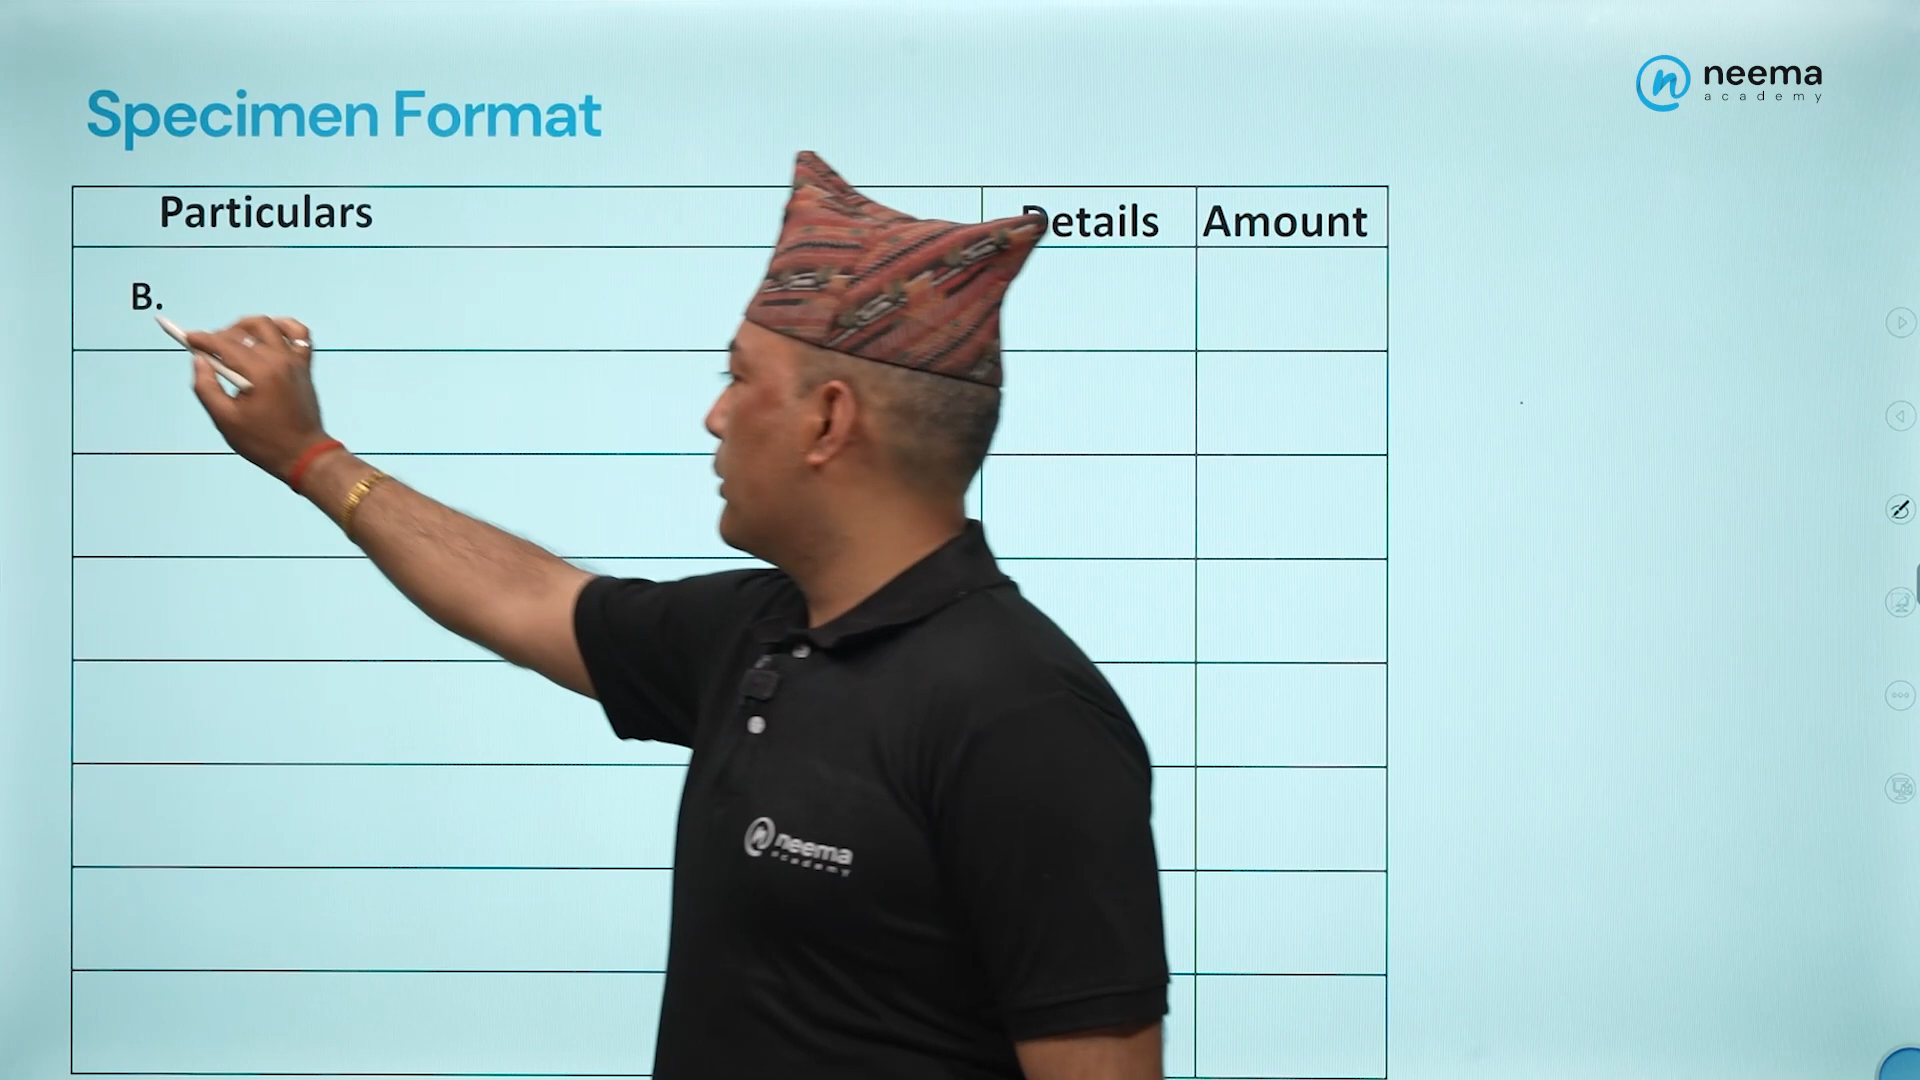 neema
academy
Specimen Format
Particulars Details Amount
B.
neema
academy